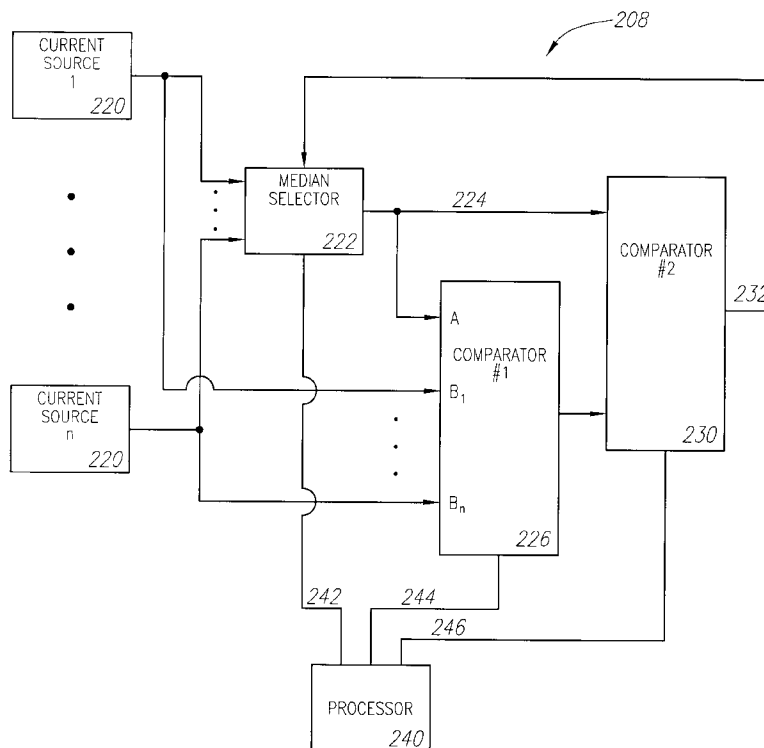 208
CURRENT
SOURCE
1
220
MEDIAN
SELECTOR
222
224
COMPARATOR
#2
230
232
A
COMPARATOR
#1
B1
Bn
226
CURRENT
SOURCE
n
220
242
244
246
PROCESSOR
240